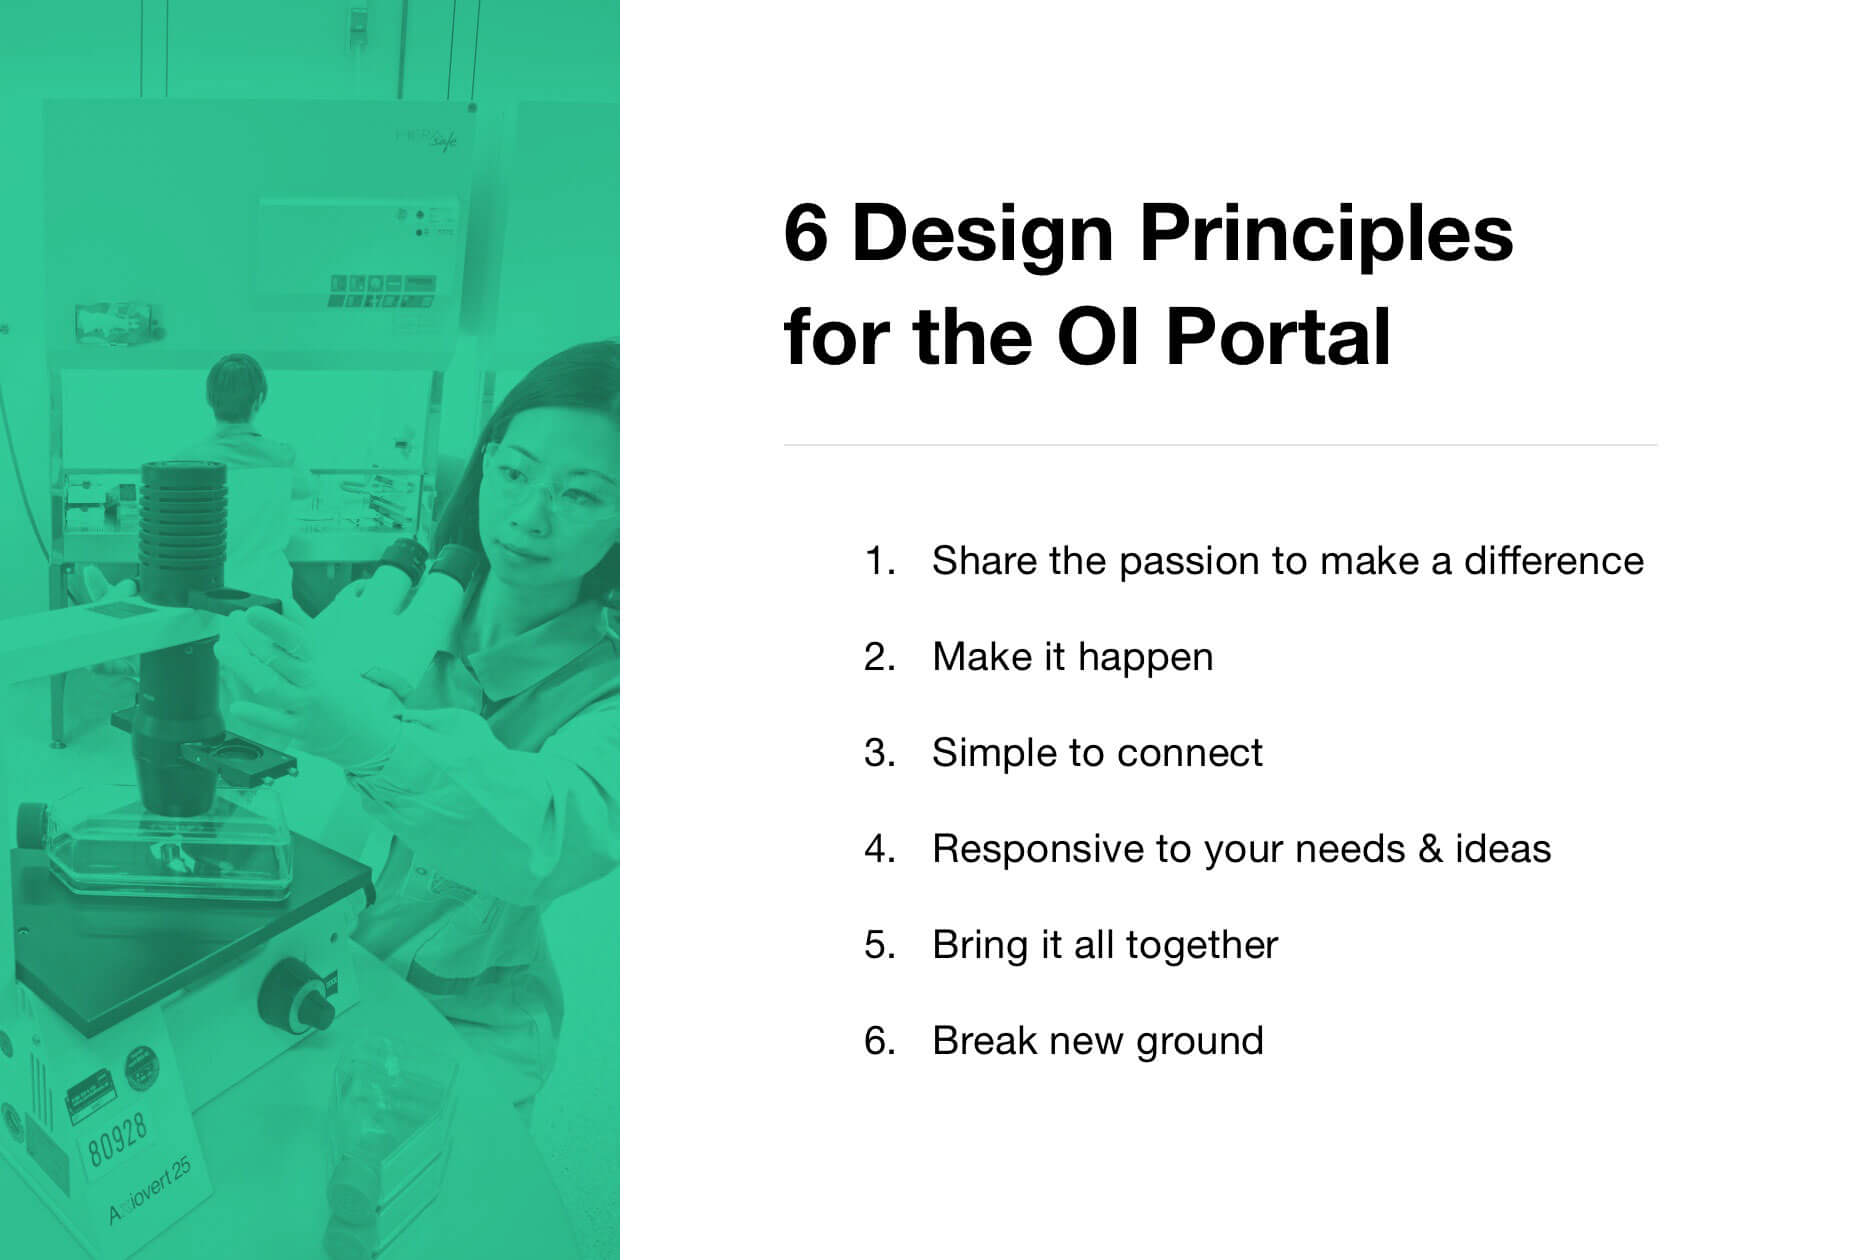 HERAsafe
6 Design Principles
for the OI Portal
1. Share the passion to make a difference
2. Make it happen
3. Simple to connect
4. Responsive to your needs & ideas
5. Bring it all together
6. Break new ground
80928
Axiovert 25